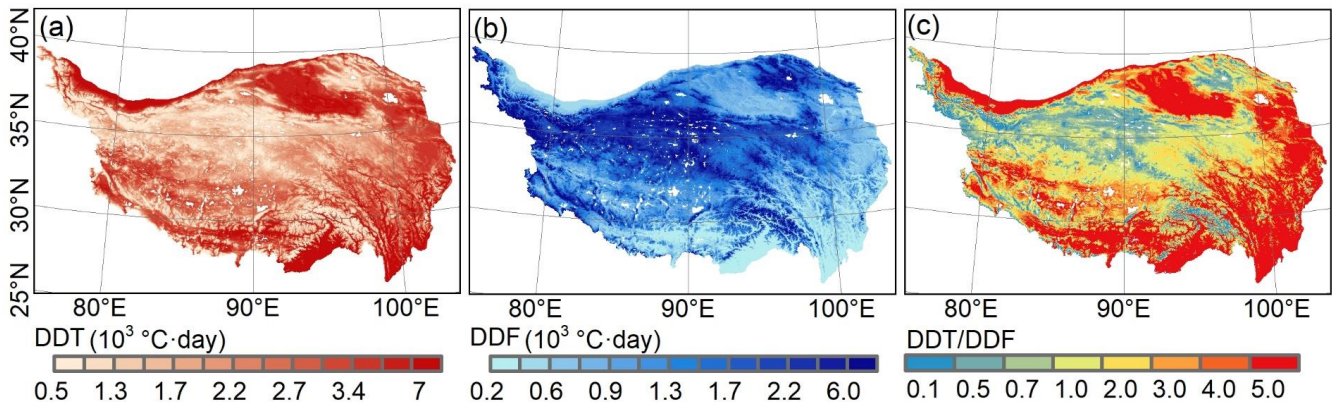 (a) (b) (c)
40°N
35°N
30°N
25°N
80°E 90°E 100°E 80°E 90°E 100°E 80°E 90°E 100°E
DDT (10³ °C·day) DDF (10³ °C·day) DDT/DDF
0.5 1.3 1.7 2.2 2.7 3.4 7 0.2 0.6 0.9 1.3 1.7 2.2 6.0 0.1 0.5 0.7 1.0 2.0 3.0 4.0 5.0